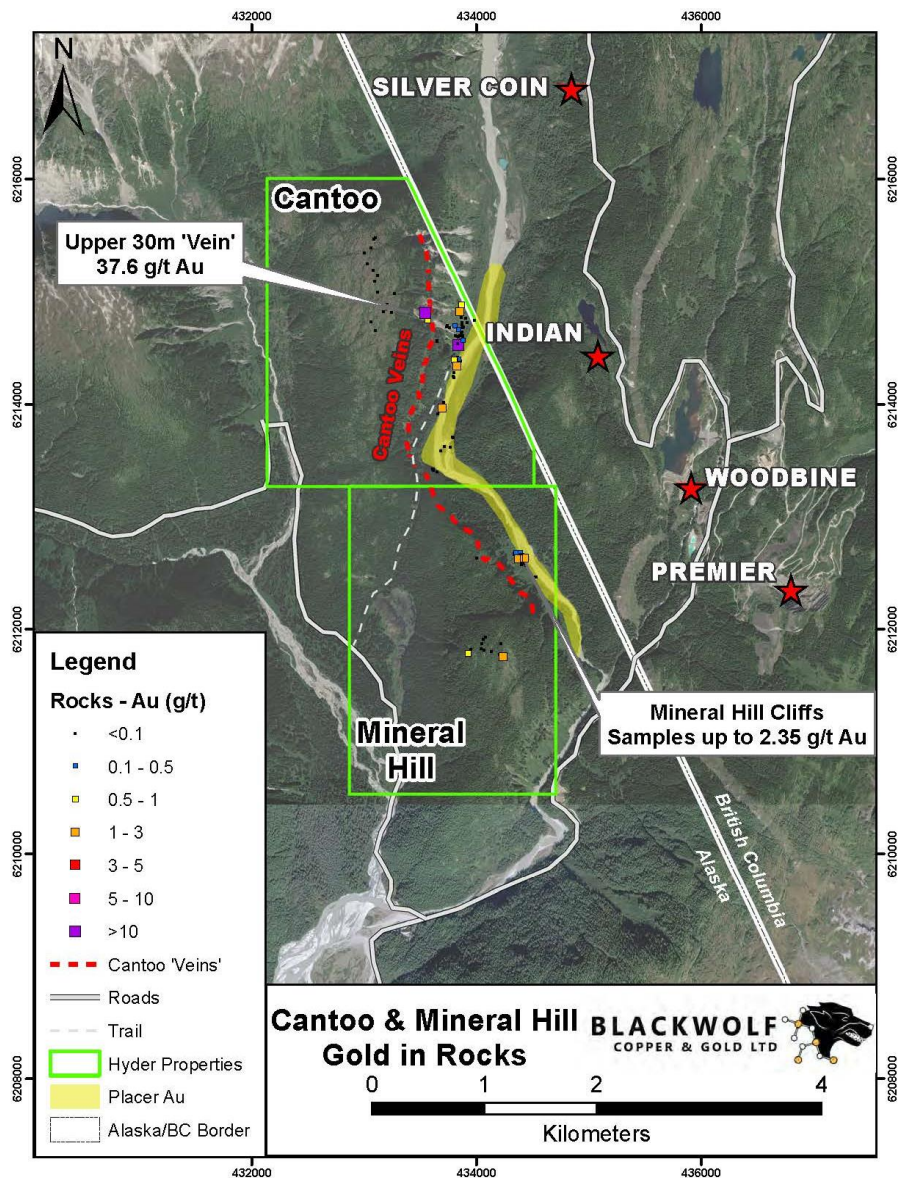 432000
434000
436000
N
SILVER COIN
6216000
6216000
Cantoo
Upper 30m 'Vein'
37.6 g/t Au
INDIAN
Cantoo Veins
6214000
6214000
WOODBINE
PREMIER
6212000
6212000
Mineral Hill Cliffs
Samples up to 2.35 g/t Au
Mineral
Hill
British Columbia
Alaska
6210000
6210000
Legend
Rocks - Au (g/t)
<0.1
0.1 - 0.5
0.5 - 1
1 - 3
3 - 5
5 - 10
>10
Cantoo 'Veins'
Roads
Trail
Hyder Properties
Placer Au
Alaska/BC Border
Cantoo & Mineral Hill
Gold in Rocks
BLACKWOLF
COPPER & GOLD LTD
0 1 2 4
Kilometers
6208000
6208000
432000
434000
436000